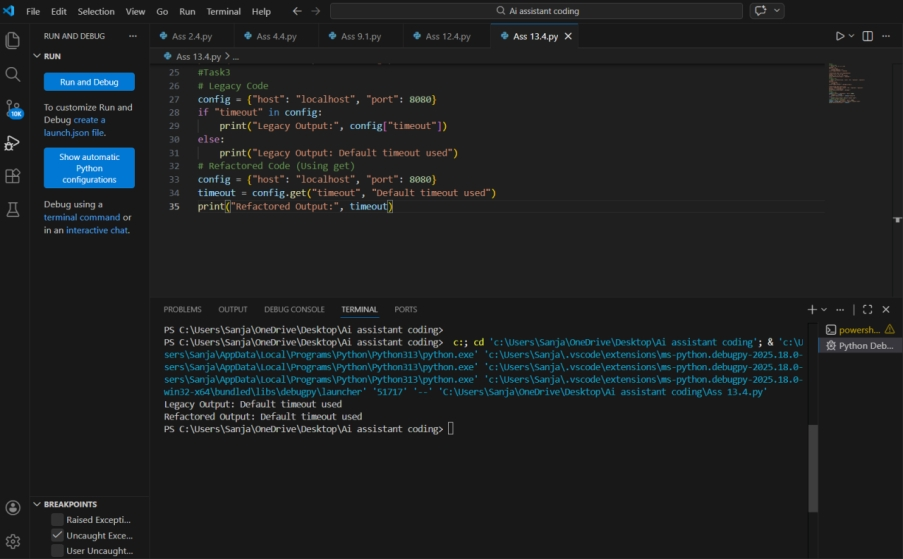 File Edit Selection View Go Run Terminal Help
Ai assistant coding
RUN AND DEBUG ...
Ass 2.4.py
Ass 4.4.py
Ass 9.1.py
Ass 12.4.py
Ass 13.4.py
RUN
Ass 13.4.py > ...
Run and Debug
To customize Run and
Debug create a
launch.json file.
Show automatic
Python
configurations
Debug using a
terminal command or
in an interactive chat.
10K
25 #Task3
26 # Legacy Code
27 config = {"host": "localhost", "port": 8080}
28 if "timeout" in config:
29 print("Legacy Output:", config["timeout"])
30 else:
31 print("Legacy Output: Default timeout used")
32 # Refactored Code (Using get)
33 config = {"host": "localhost", "port": 8080}
34 timeout = config.get("timeout", "Default timeout used")
35 print("Refactored Output:", timeout)
PROBLEMS OUTPUT DEBUG CONSOLE TERMINAL PORTS
PS C:\Users\Sanja\OneDrive\Desktop\Ai assistant coding>
PS C:\Users\Sanja\OneDrive\Desktop\Ai assistant coding> c:; cd 'c:\Users\Sanja\OneDrive\Desktop\Ai assistant coding'; & 'c:\U
sers\Sanja\AppData\Local\Programs\Python\Python313\python.exe' 'c:\Users\Sanja\.vscode\extensions\ms-python.debugpy-2025.18.0-
sers\Sanja\AppData\Local\Programs\Python\Python313\python.exe' 'c:\Users\Sanja\.vscode\extensions\ms-python.debugpy-2025.18.0-
sers\Sanja\AppData\Local\Programs\Python\Python313\python.exe' 'c:\Users\Sanja\.vscode\extensions\ms-python.debugpy-2025.18.0-
win32-x64\bundled\libs\debugpy\launcher' '51717' '--' 'C:\Users\Sanja\OneDrive\Desktop\Ai assistant coding\Ass 13.4.py'
Legacy Output: Default timeout used
Refactored Output: Default timeout used
PS C:\Users\Sanja\OneDrive\Desktop\Ai assistant coding>
powersh...
Python Deb...
BREAKPOINTS
Raised Excepti...
Uncaught Exce...
User Uncaught...